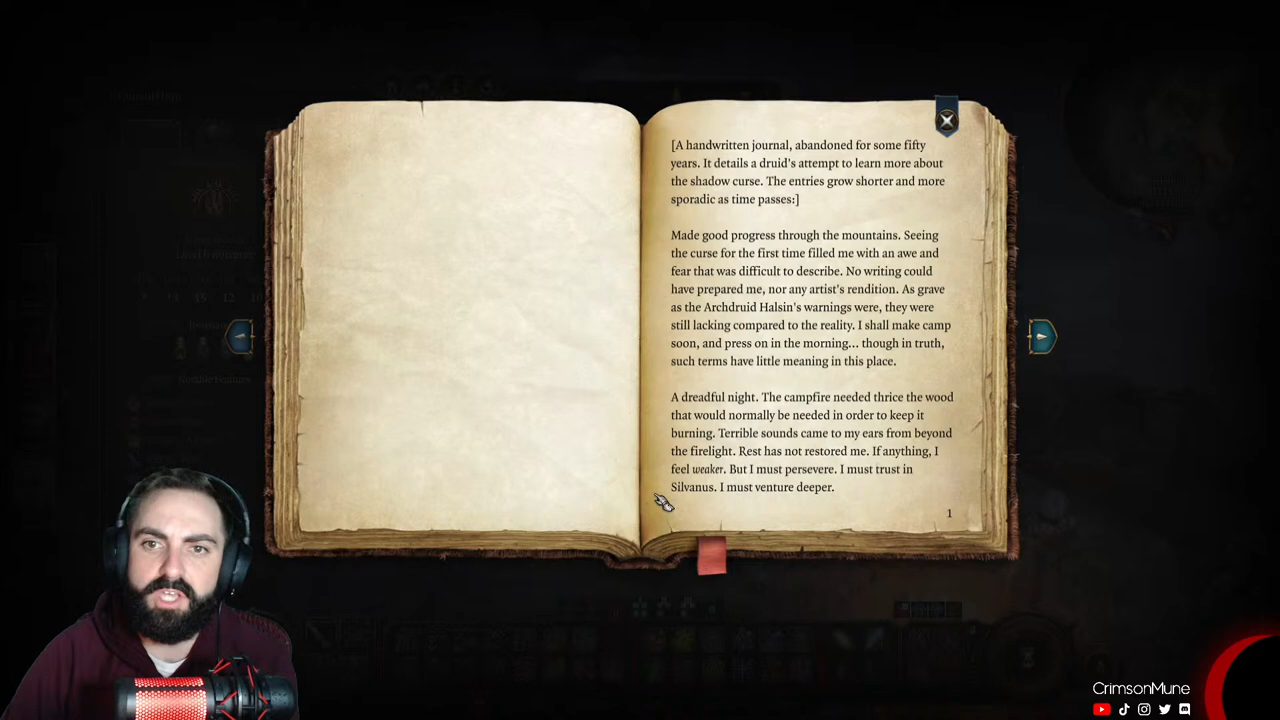 [A handwritten journal, abandoned for some fifty
years. It details a druid's attempt to learn more about
the shadow curse. The entries grow shorter and more
sporadic as time passes:]
Made good progress through the mountains. Seeing
the curse for the first time filled me with an awe and
fear that was difficult to describe. No writing could
have prepared me, nor any artist's rendition. As grave
as the Archdruid Halsin's warnings were, they were
still lacking compared to the reality. I shall make camp
soon, and press on in the morning... though in truth,
such terms have little meaning in this place.
A dreadful night. The campfire needed thrice the wood
that would normally be needed in order to keep it
burning. Terrible sounds came to my ears from beyond
the firelight. Rest has not restored me. If anything, I
feel weaker. But I must persevere. I must trust in
Silvanus. I must venture deeper.
1
CrimsonMune